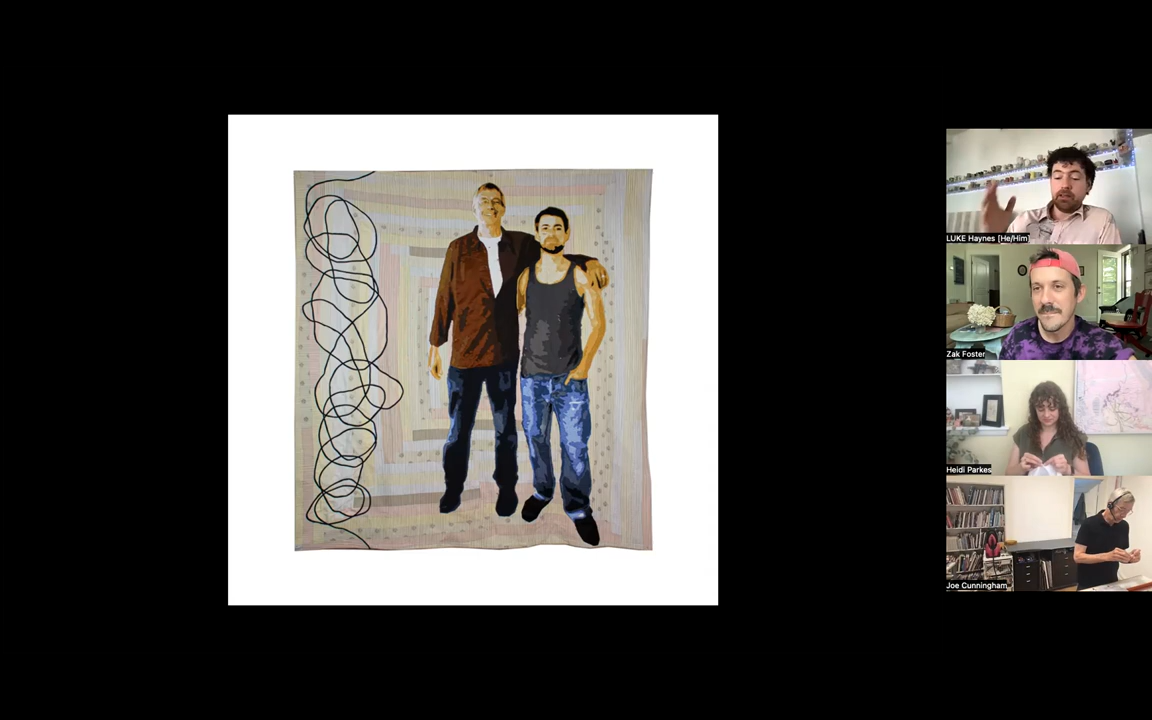 LUKE Haynes [He/Him]
Zak Foster
Heidi Parkes
Joe Cunningham